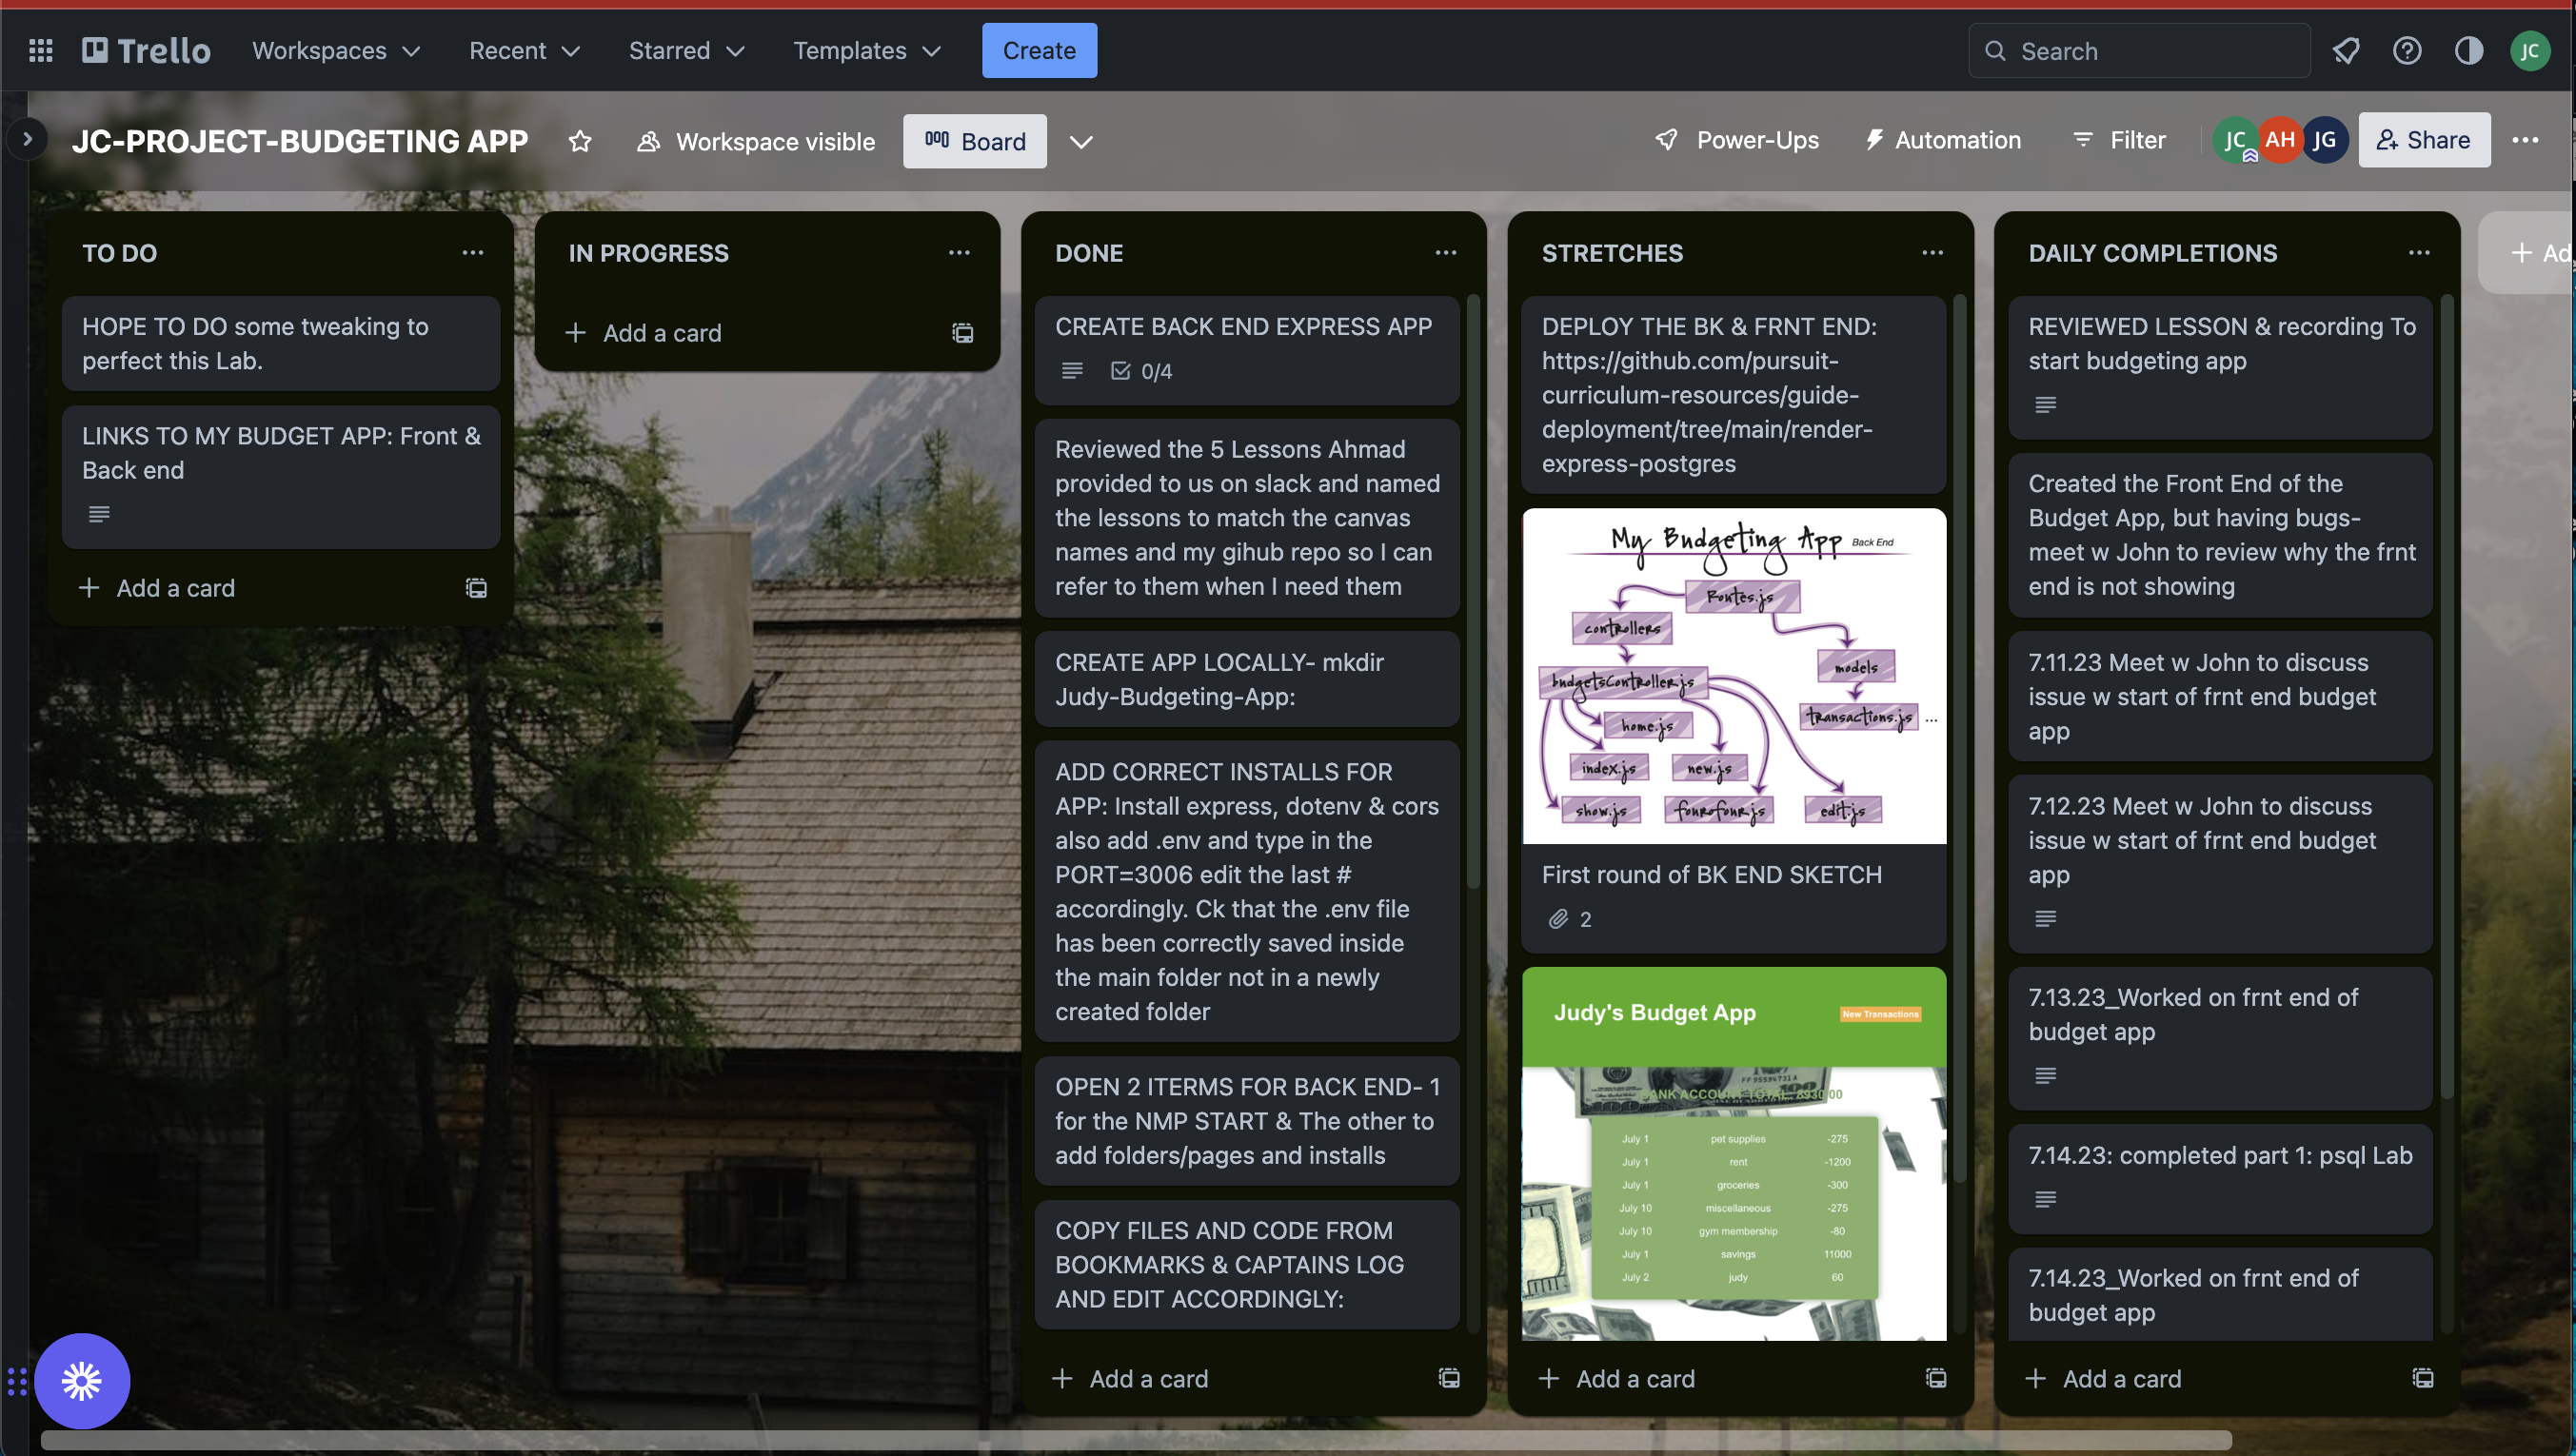 Trello
Workspaces
Recent
Starred
Templates
Create
Search
JC
JC-PROJECT-BUDGETING APP
Workspace visible
Board
Power-Ups
Automation
Filter
JC
AH
JG
Share
TO DO
HOPE TO DO some tweaking to
perfect this Lab.
LINKS TO MY BUDGET APP: Front &
Back end
+ Add a card
IN PROGRESS
+ Add a card
DONE
CREATE BACK END EXPRESS APP
0/4
Reviewed the 5 Lessons Ahmad
provided to us on slack and named
the lessons to match the canvas
names and my gihub repo so I can
refer to them when I need them
CREATE APP LOCALLY- mkdir
Judy-Budgeting-App:
ADD CORRECT INSTALLS FOR
APP: Install express, dotenv & cors
also add .env and type in the
PORT=3006 edit the last #
accordingly. Ck that the .env file
has been correctly saved inside
the main folder not in a newly
created folder
OPEN 2 ITERMS FOR BACK END- 1
for the NMP START & The other to
add folders/pages and installs
COPY FILES AND CODE FROM
BOOKMARKS & CAPTAINS LOG
AND EDIT ACCORDINGLY:
+ Add a card
STRETCHES
DEPLOY THE BK & FRNT END:
https://github.com/pursuit-
curriculum-resources/guide-
deployment/tree/main/render-
express-postgres
My Budgeting App Back End
Routes.js
controllers
models
budgetsController.js
transactions.js ...
home.js
index.js
new.js
show.js
fourofour.js
edit.js
First round of BK END SKETCH
2
Judy's Budget App
New Transactions
BANK ACCOUNT TOTAL:
July 1 pet supplies -275
July 1 rent -1200
July 1 groceries -300
July 10 miscellaneous -275
July 10 gym membership -80
July 1 savings 11000
July 2 judy 60
+ Add a card
DAILY COMPLETIONS
REVIEWED LESSON & recording To
start budgeting app
Created the Front End of the
Budget App, but having bugs-
meet w John to review why the frnt
end is not showing
7.11.23 Meet w John to discuss
issue w start of frnt end budget
app
7.12.23 Meet w John to discuss
issue w start of frnt end budget
app
7.13.23_Worked on frnt end of
budget app
7.14.23: completed part 1: psql Lab
7.14.23_Worked on frnt end of
budget app
+ Add a card
+ Ad